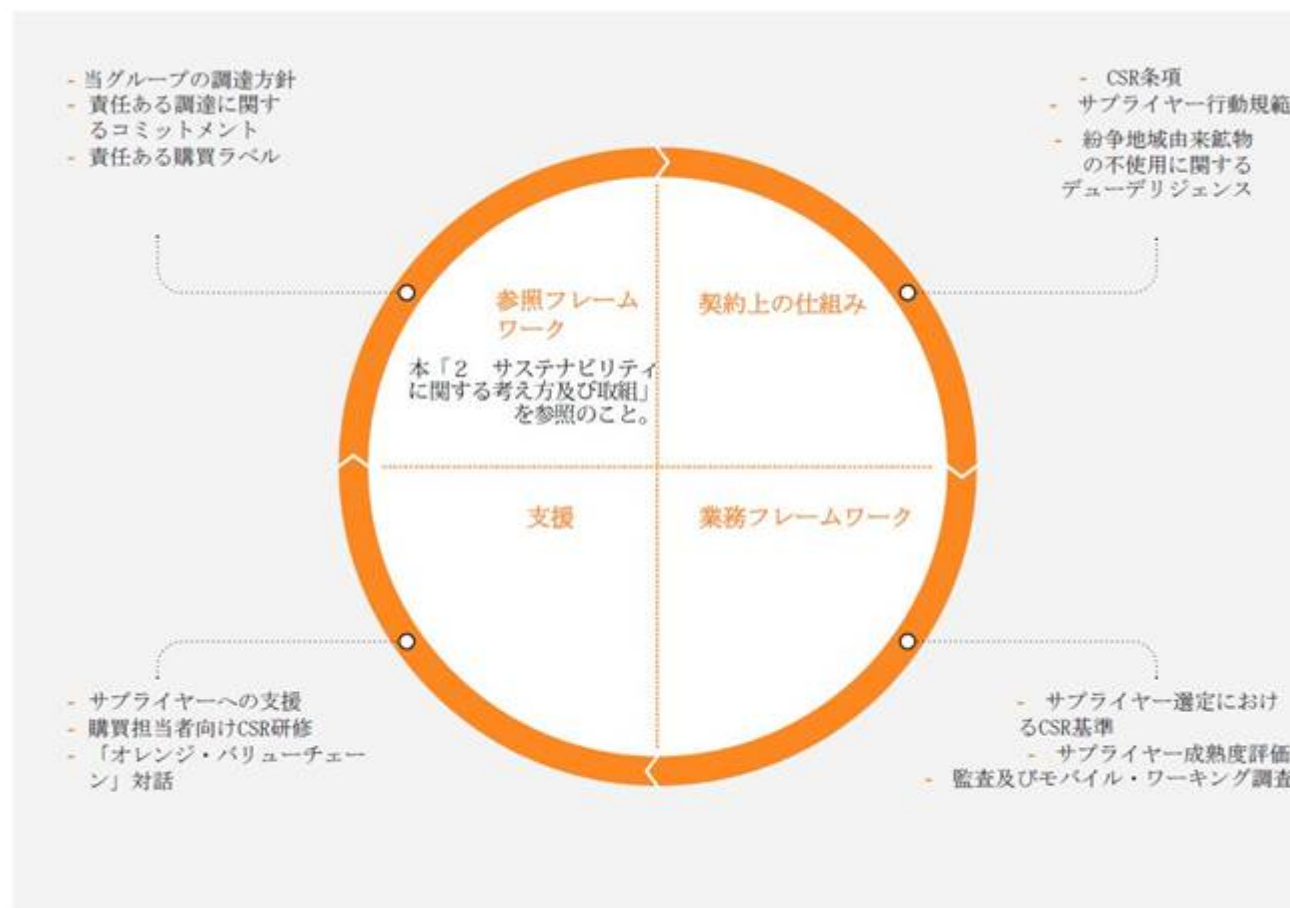 - 当グループの調達方針
- 責任ある調達に関す
るコミットメント
- 責任ある購買ラベル
- CSR条項
- サプライヤー行動規範
- 紛争地域由来鉱物
の不使用に関する
デューデリジェンス
参照フレーム
ワーク
本「2　サステナビリティ
に関する考え方及び取組」
を参照のこと。
契約上の仕組み
支援
業務フレームワーク
- サプライヤーへの支援
- 購買担当者向けCSR研修
- 「オレンジ・バリューチェー
ン」対話
- サプライヤー選定におけ
るCSR基準
- サプライヤー成熟度評価
- 監査及びモバイル・ワーキング調査